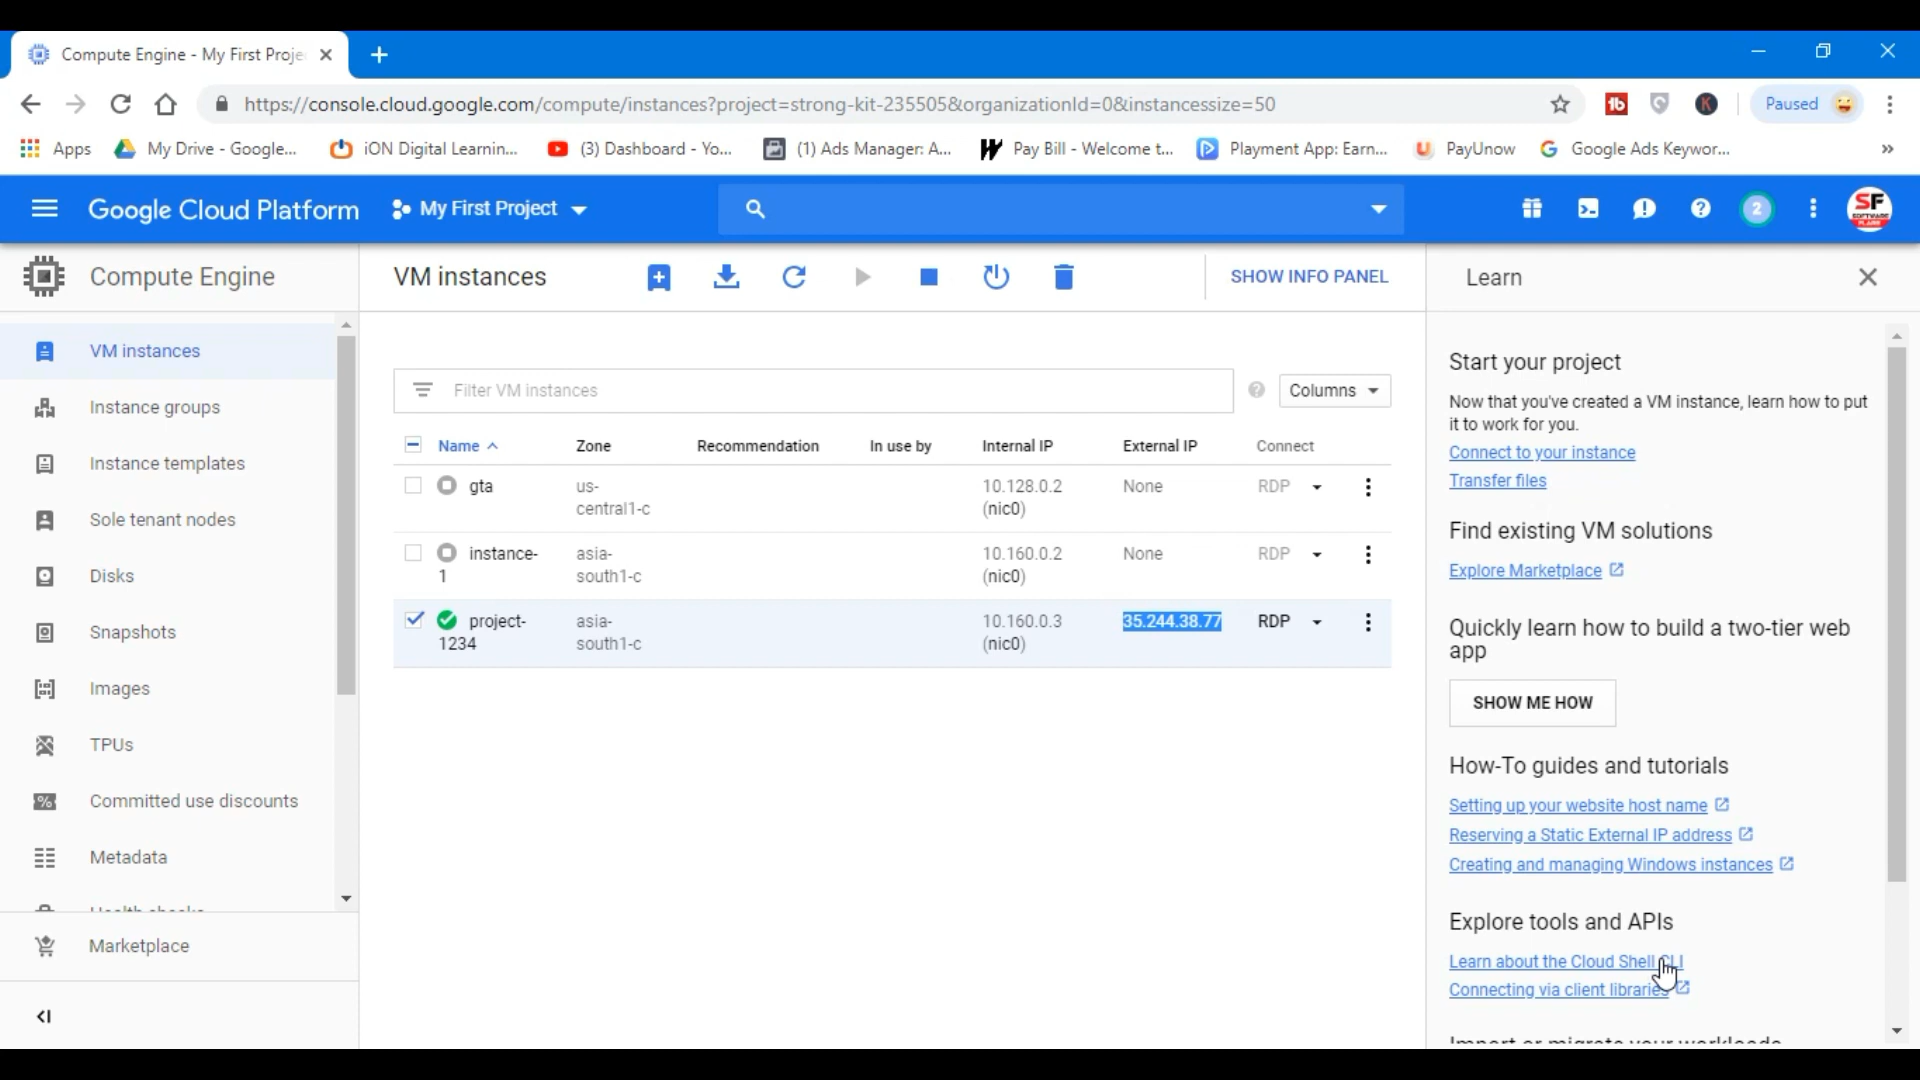 Compute Engine - My First Proje
https://console.cloud.google.com/compute/instances?project=strong-kit-235505&organizationId=0&instancessize=50
Paused
Apps
My Drive - Google...
iON Digital Learnin...
(3) Dashboard - Yo...
(1) Ads Manager: A...
Pay Bill - Welcome t...
Playment App: Earn...
PayUnow
Google Ads Keywor...
Google Cloud Platform
My First Project
2
SF
Compute Engine
VM instances
SHOW INFO PANEL
Learn
VM instances
Instance groups
Instance templates
Sole tenant nodes
Disks
Snapshots
Images
TPUs
Committed use discounts
Metadata
Health checks
Marketplace
Filter VM instances
Columns
Name Zone Recommendation In use by Internal IP External IP Connect
gta us- 10.128.0.2 None RDP
central1-c (nic0)
instance- asia- 10.160.0.2 None RDP
1 south1-c (nic0)
project- asia- 10.160.0.3 35.244.38.77 RDP
1234 south1-c (nic0)
Start your project
Now that you've created a VM instance, learn how to put
it to work for you.
Connect to your instance
Transfer files
Find existing VM solutions
Explore Marketplace
Quickly learn how to build a two-tier web
app
SHOW ME HOW
How-To guides and tutorials
Setting up your website host name
Reserving a Static External IP address
Creating and managing Windows instances
Explore tools and APIs
Learn about the Cloud Shell CLI
Connecting via client libraries
Import or migrate your workloads